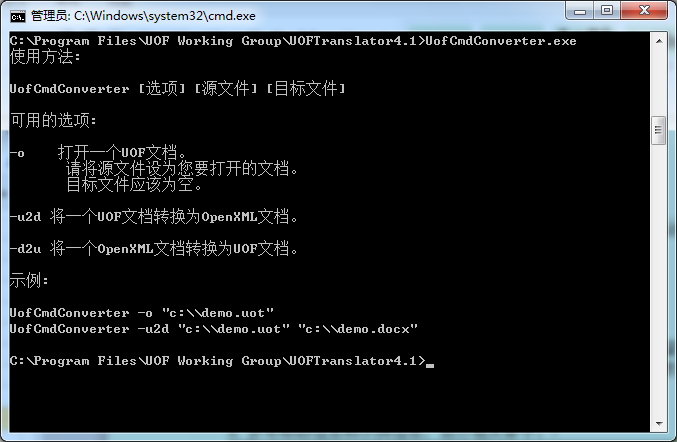 管理员: C:\Windows\system32\cmd.exe
C:\Program Files\UOF Working Group\UOFTranslator4.1>UofCmdConverter.exe
使用方法:
UofCmdConverter [选项] [源文件] [目标文件]
可用的选项:
-o 打开一个UOF文档。
请将源文件设为您要打开的文档。
目标文件应该为空。
-u2d 将一个UOF文档转换为OpenXML文档。
-d2u 将一个OpenXML文档转换为UOF文档。
示例:
UofCmdConverter -o "c:\\demo.uot"
UofCmdConverter -u2d "c:\\demo.uot" "c:\\demo.docx"
C:\Program Files\UOF Working Group\UOFTranslator4.1>